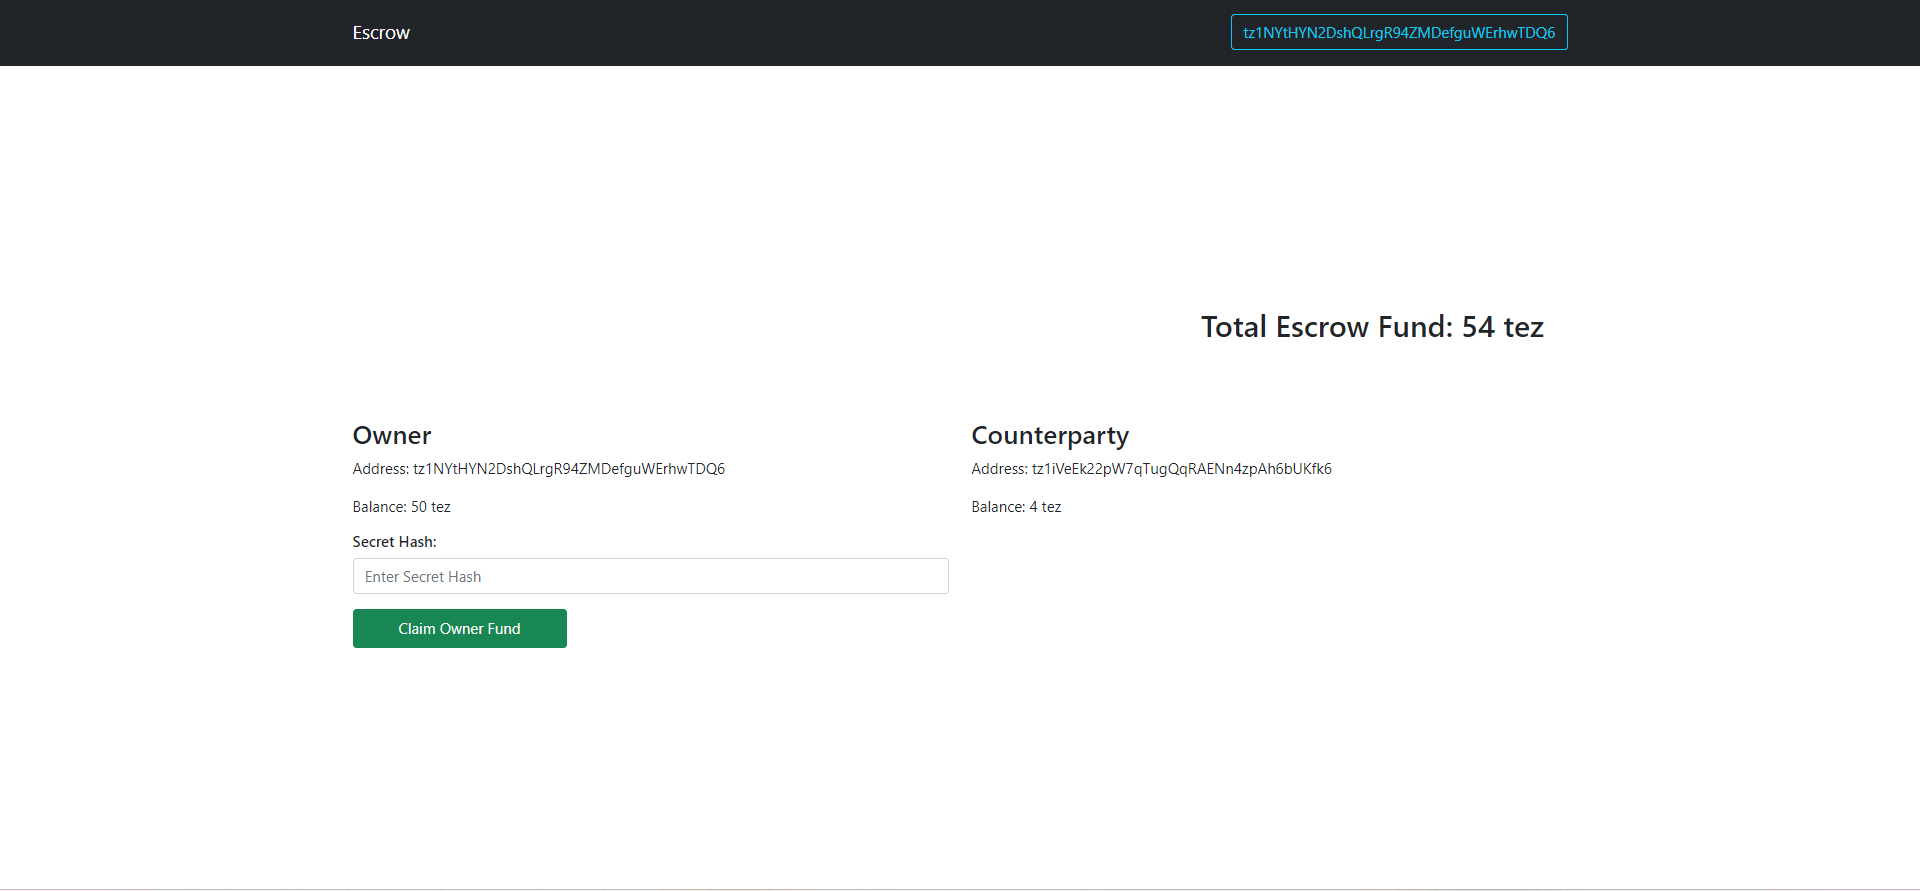 Escrow
tz1NYtHYN2DshQLrgR94ZMDefguWErhwTDQ6
Total Escrow Fund: 54 tez
Owner
Address: tz1NYtHYN2DshQLrgR94ZMDefguWErhwTDQ6
Balance: 50 tez
Secret Hash:
Enter Secret Hash
Claim Owner Fund
Counterparty
Address: tz1iVeEk22pW7qTugQqRAENn4zpAh6bUKfk6
Balance: 4 tez